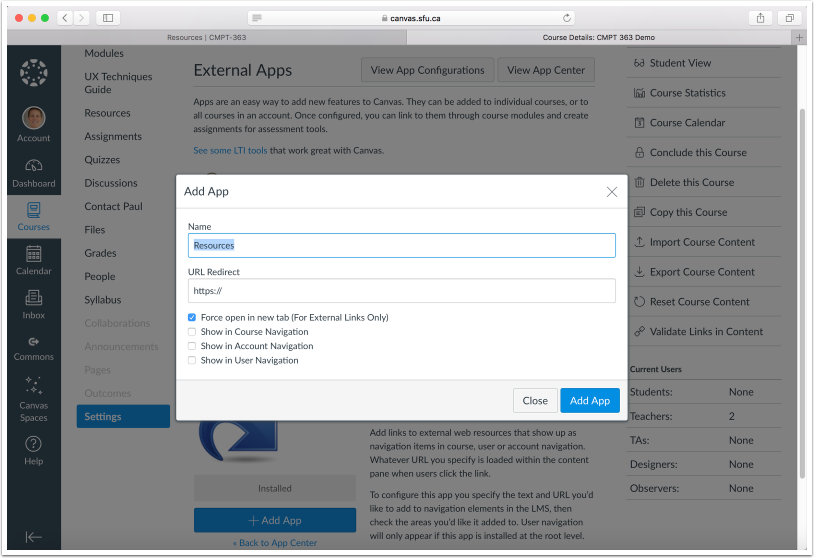 canvas.sfu.ca
Resources | CMPT-363
Course Details: CMPT 363 Demo
Account
Dashboard
Courses
Calendar
Inbox
Commons
Canvas
Spaces
Help
Modules
UX Techniques
Guide
Resources
Assignments
Quizzes
Discussions
Contact Paul
Files
Grades
People
Syllabus
Collaborations
Announcements
Pages
Outcomes
Settings
External Apps
View App Configurations
View App Center
Apps are an easy way to add new features to Canvas. They can be added to individual courses, or to
all courses in an account. Once configured, you can link to them through course modules and create
assignments for assessment tools.
See some LTI tools that work great with Canvas.
Add App
Name
Resources
URL Redirect
https://
Force open in new tab (For External Links Only)
Show in Course Navigation
Show in Account Navigation
Show in User Navigation
Close
Add App
Installed
+ Add App
« Back to App Center
Add links to external web resources that show up as
navigation items in course, user or account navigation.
Whatever URL you specify is loaded within the content
pane when users click the link.
To configure this app you specify the text and URL you'd
like to add to navigation elements in the LMS, then
check the areas you'd like it added to. User navigation
will only appear if this app is installed at the root level.
Student View
Course Statistics
Course Calendar
Conclude this Course
Delete this Course
Copy this Course
Import Course Content
Export Course Content
Reset Course Content
Validate Links in Content
Current Users
Students: None
Teachers: 2
TAs: None
Designers: None
Observers: None